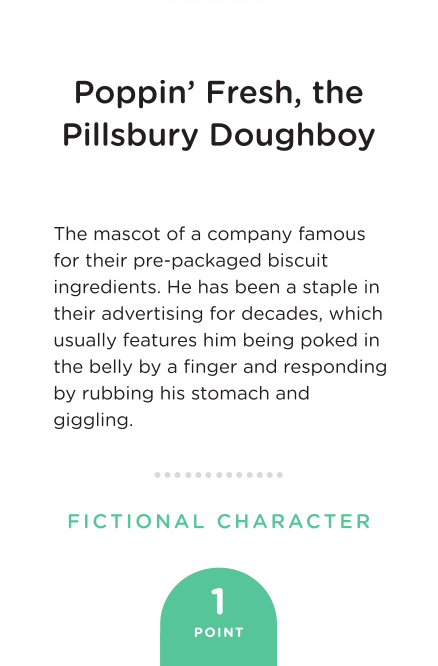 Poppin’ Fresh, the
Pillsbury Doughboy
The mascot of a company famous
for their pre-packaged biscuit
ingredients. He has been a staple in
their advertising for decades, which
usually features him being poked in
the belly by a finger and responding
by rubbing his stomach and
giggling.
FICTIONAL CHARACTER
1
POINT